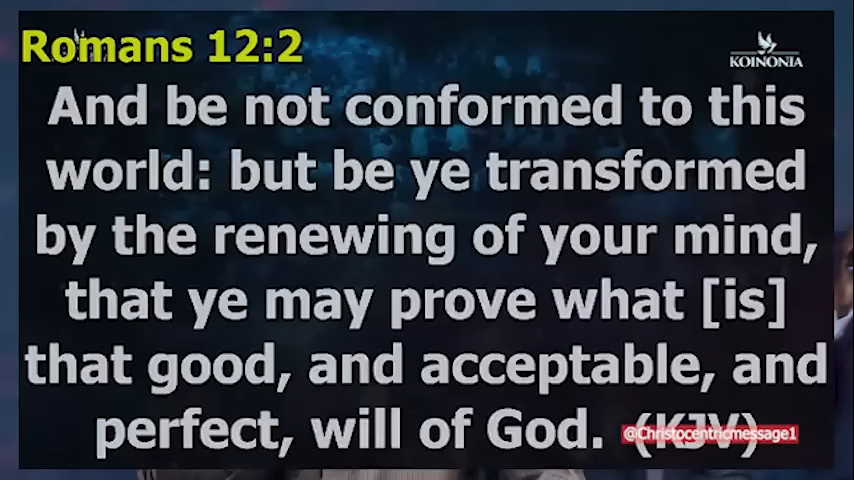 Romans 12:2
KOINONIA
And be not conformed to this
world: but be ye transformed
by the renewing of your mind,
that ye may prove what [is]
that good, and acceptable, and
perfect, will of God. (KJV)
@Christocentricmessage1